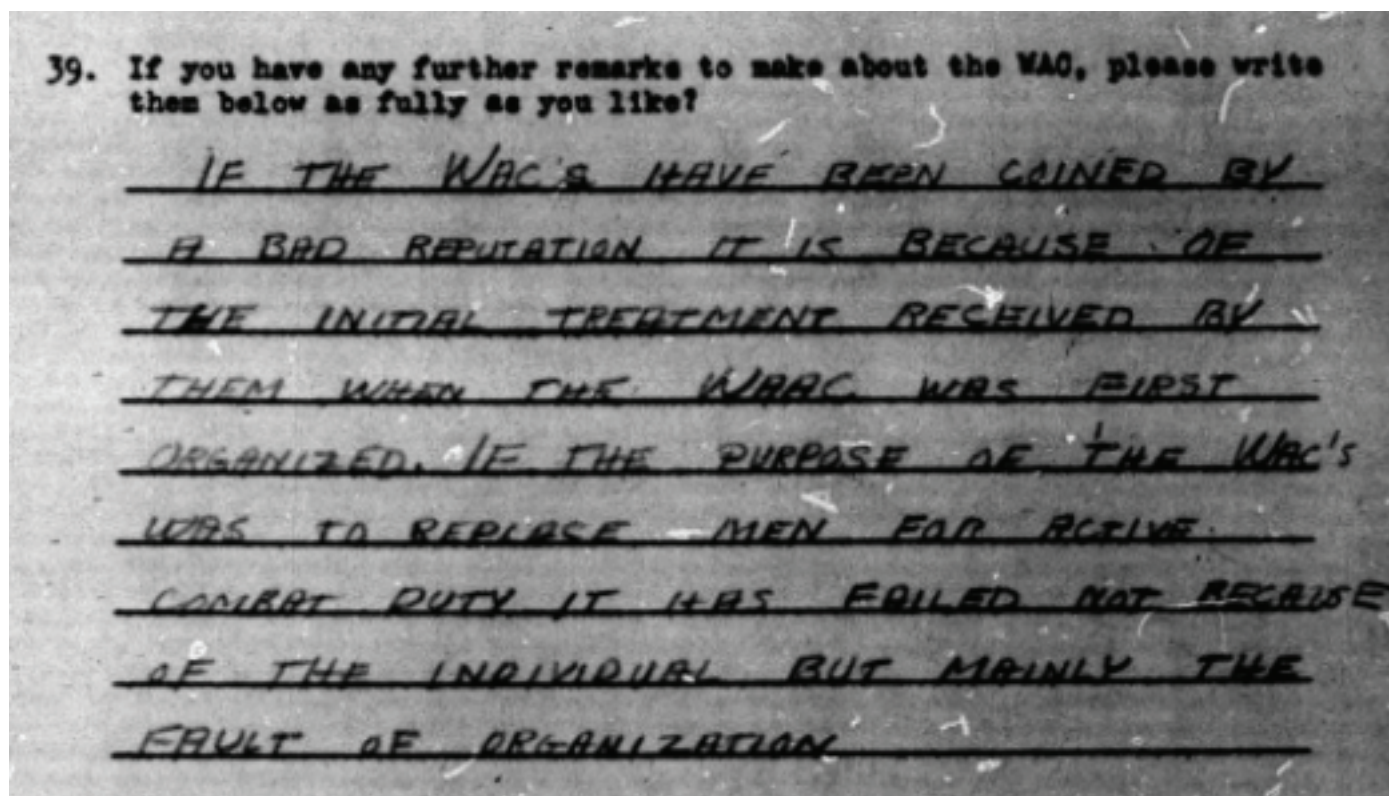 39. If you have any further remarks to make about the WAC, please write
them below as fully as you like?
IF THE WAC'S HAVE BEEN COINED BY
A BAD REPUTATION IT IS BECAUSE OF
THE INITIAL TREATMENT RECEIVED BY
THEM WHEN THE WAAC WAS FIRST
ORGANIZED. IF THE PURPOSE OF THE WAC'S
WAS TO REPLACE MEN FOR ACTIVE
COMBAT DUTY IT HAS FAILED NOT BECAUSE
OF THE INDIVIDUAL BUT MAINLY THE
FAULT OF ORGANIZATION